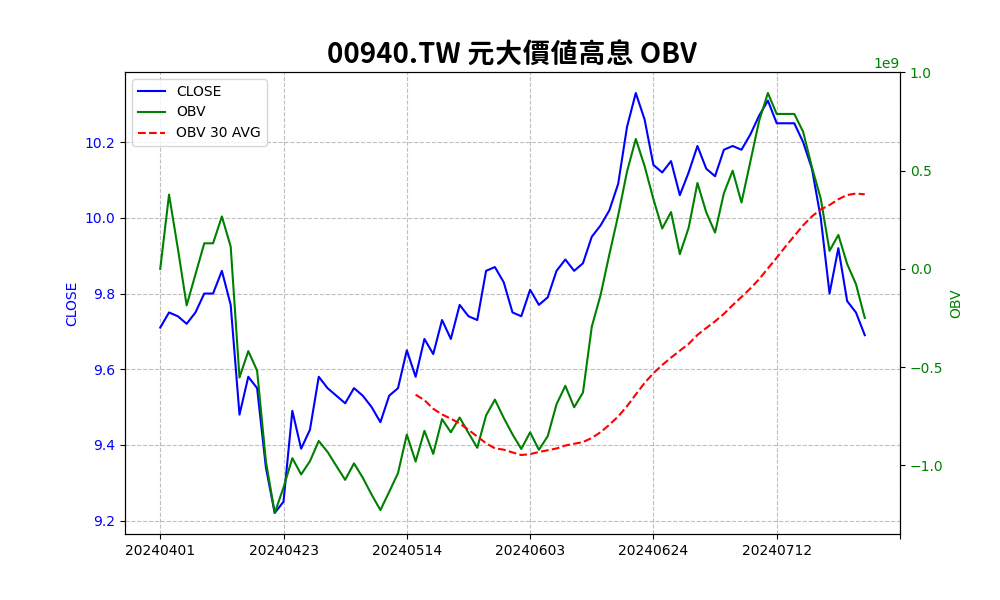 00940.TW 元大價值高息 OBV
1e9
CLOSE
OBV
OBV 30 AVG
10.2
10.0
9.8
9.6
9.4
9.2
CLOSE
1.0
0.5
0.0
−0.5
−1.0
OBV
20240401
20240423
20240514
20240603
20240624
20240712